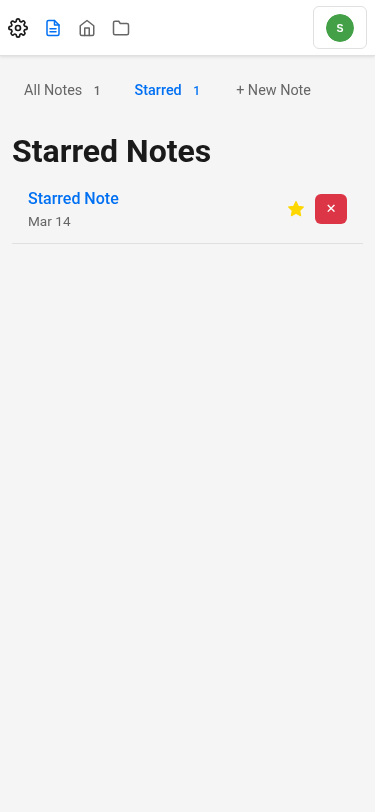 S
All Notes 1 Starred 1 + New Note
Starred Notes
Starred Note
Mar 14